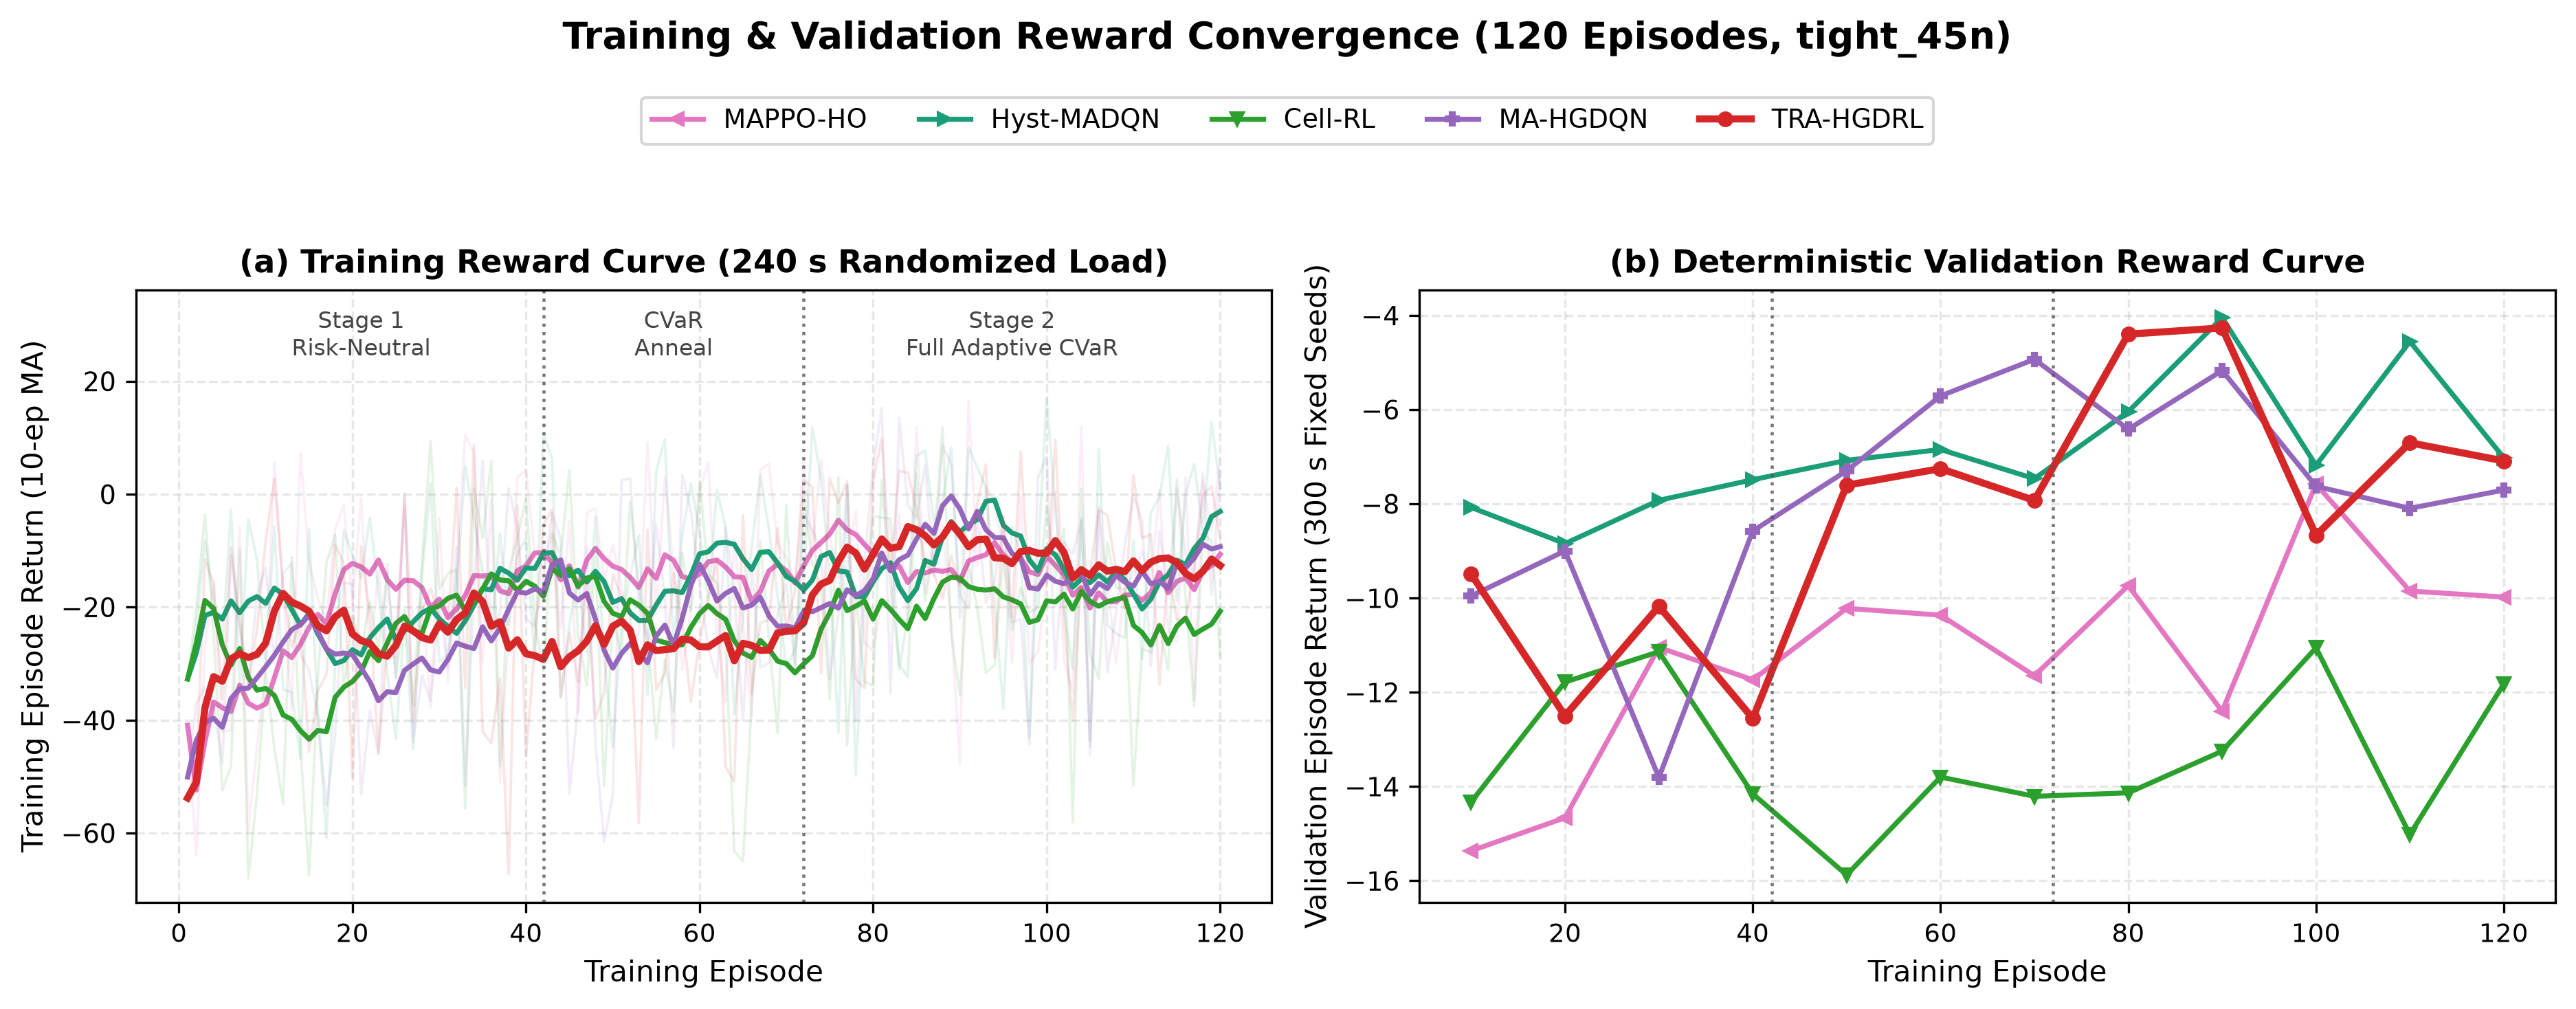 Training & Validation Reward Convergence (120 Episodes, tight_45n)
MAPPO-HO
Hyst-MADQN
Cell-RL
MA-HGDQN
TRA-HGDRL
(a) Training Reward Curve (240 s Randomized Load)
Training Episode Return (10-ep MA)
20
0
−20
−40
−60
Stage 1
Risk-Neutral
CVaR
Anneal
Stage 2
Full Adaptive CVaR
0 20 40 60 80 100 120
Training Episode
(b) Deterministic Validation Reward Curve
Validation Episode Return (300 s Fixed Seeds)
−4
−6
−8
−10
−12
−14
−16
20 40 60 80 100 120
Training Episode